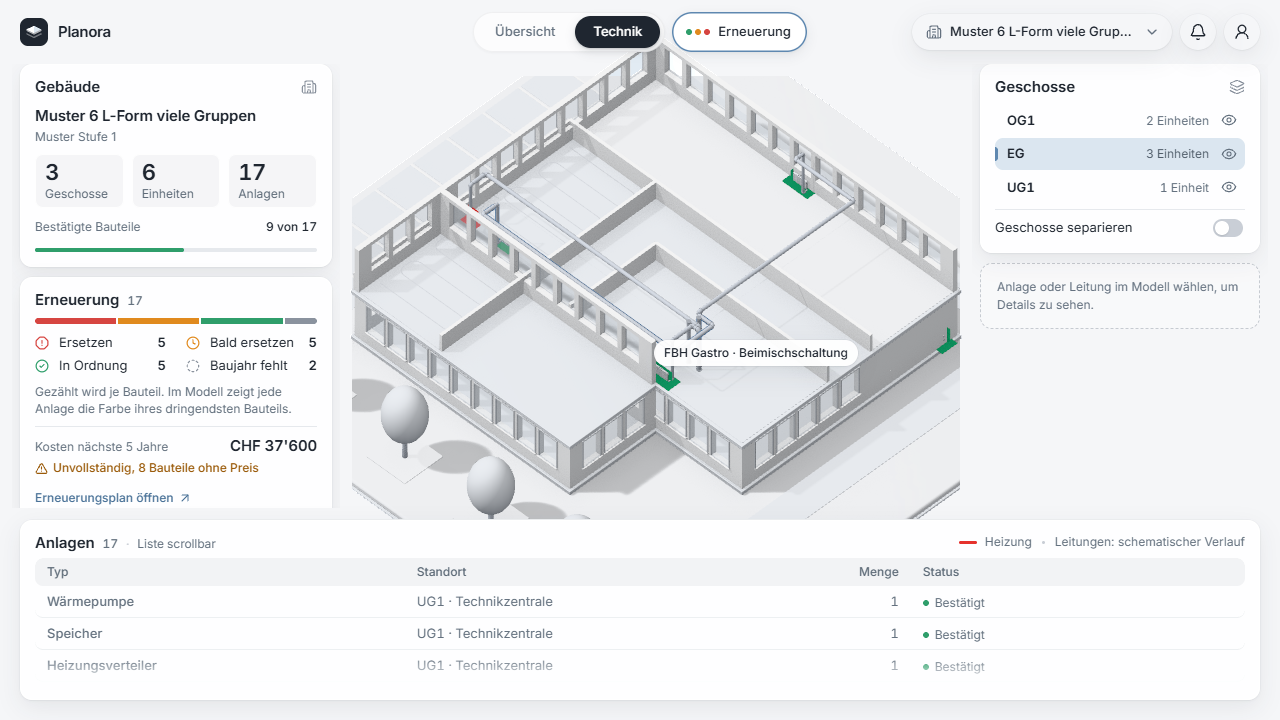 Planora
Übersicht
Technik
Erneuerung
Muster 6 L-Form viele Grup...
Gebäude
Muster 6 L-Form viele Gruppen
Muster Stufe 1
3 6 17
Geschosse Einheiten Anlagen
Bestätigte Bauteile 9 von 17
Erneuerung 17
Ersetzen 5 Bald ersetzen 5
In Ordnung 5 Baujahr fehlt 2
Gezählt wird je Bauteil. Im Modell zeigt jede
Anlage die Farbe ihres dringendsten Bauteils.
Kosten nächste 5 Jahre CHF 37'600
Unvollständig, 8 Bauteile ohne Preis
Erneuerungsplan öffnen
FBH Gastro · Beimischschaltung
Geschosse
OG1 2 Einheiten
EG 3 Einheiten
UG1 1 Einheit
Geschosse separieren
Anlage oder Leitung im Modell wählen, um
Details zu sehen.
Anlagen 17 · Liste scrollbar
Heizung · Leitungen: schematischer Verlauf
Typ Standort Menge Status
Wärmepumpe UG1 · Technikzentrale 1 Bestätigt
Speicher UG1 · Technikzentrale 1 Bestätigt
Heizungsverteiler UG1 · Technikzentrale 1 Bestätigt